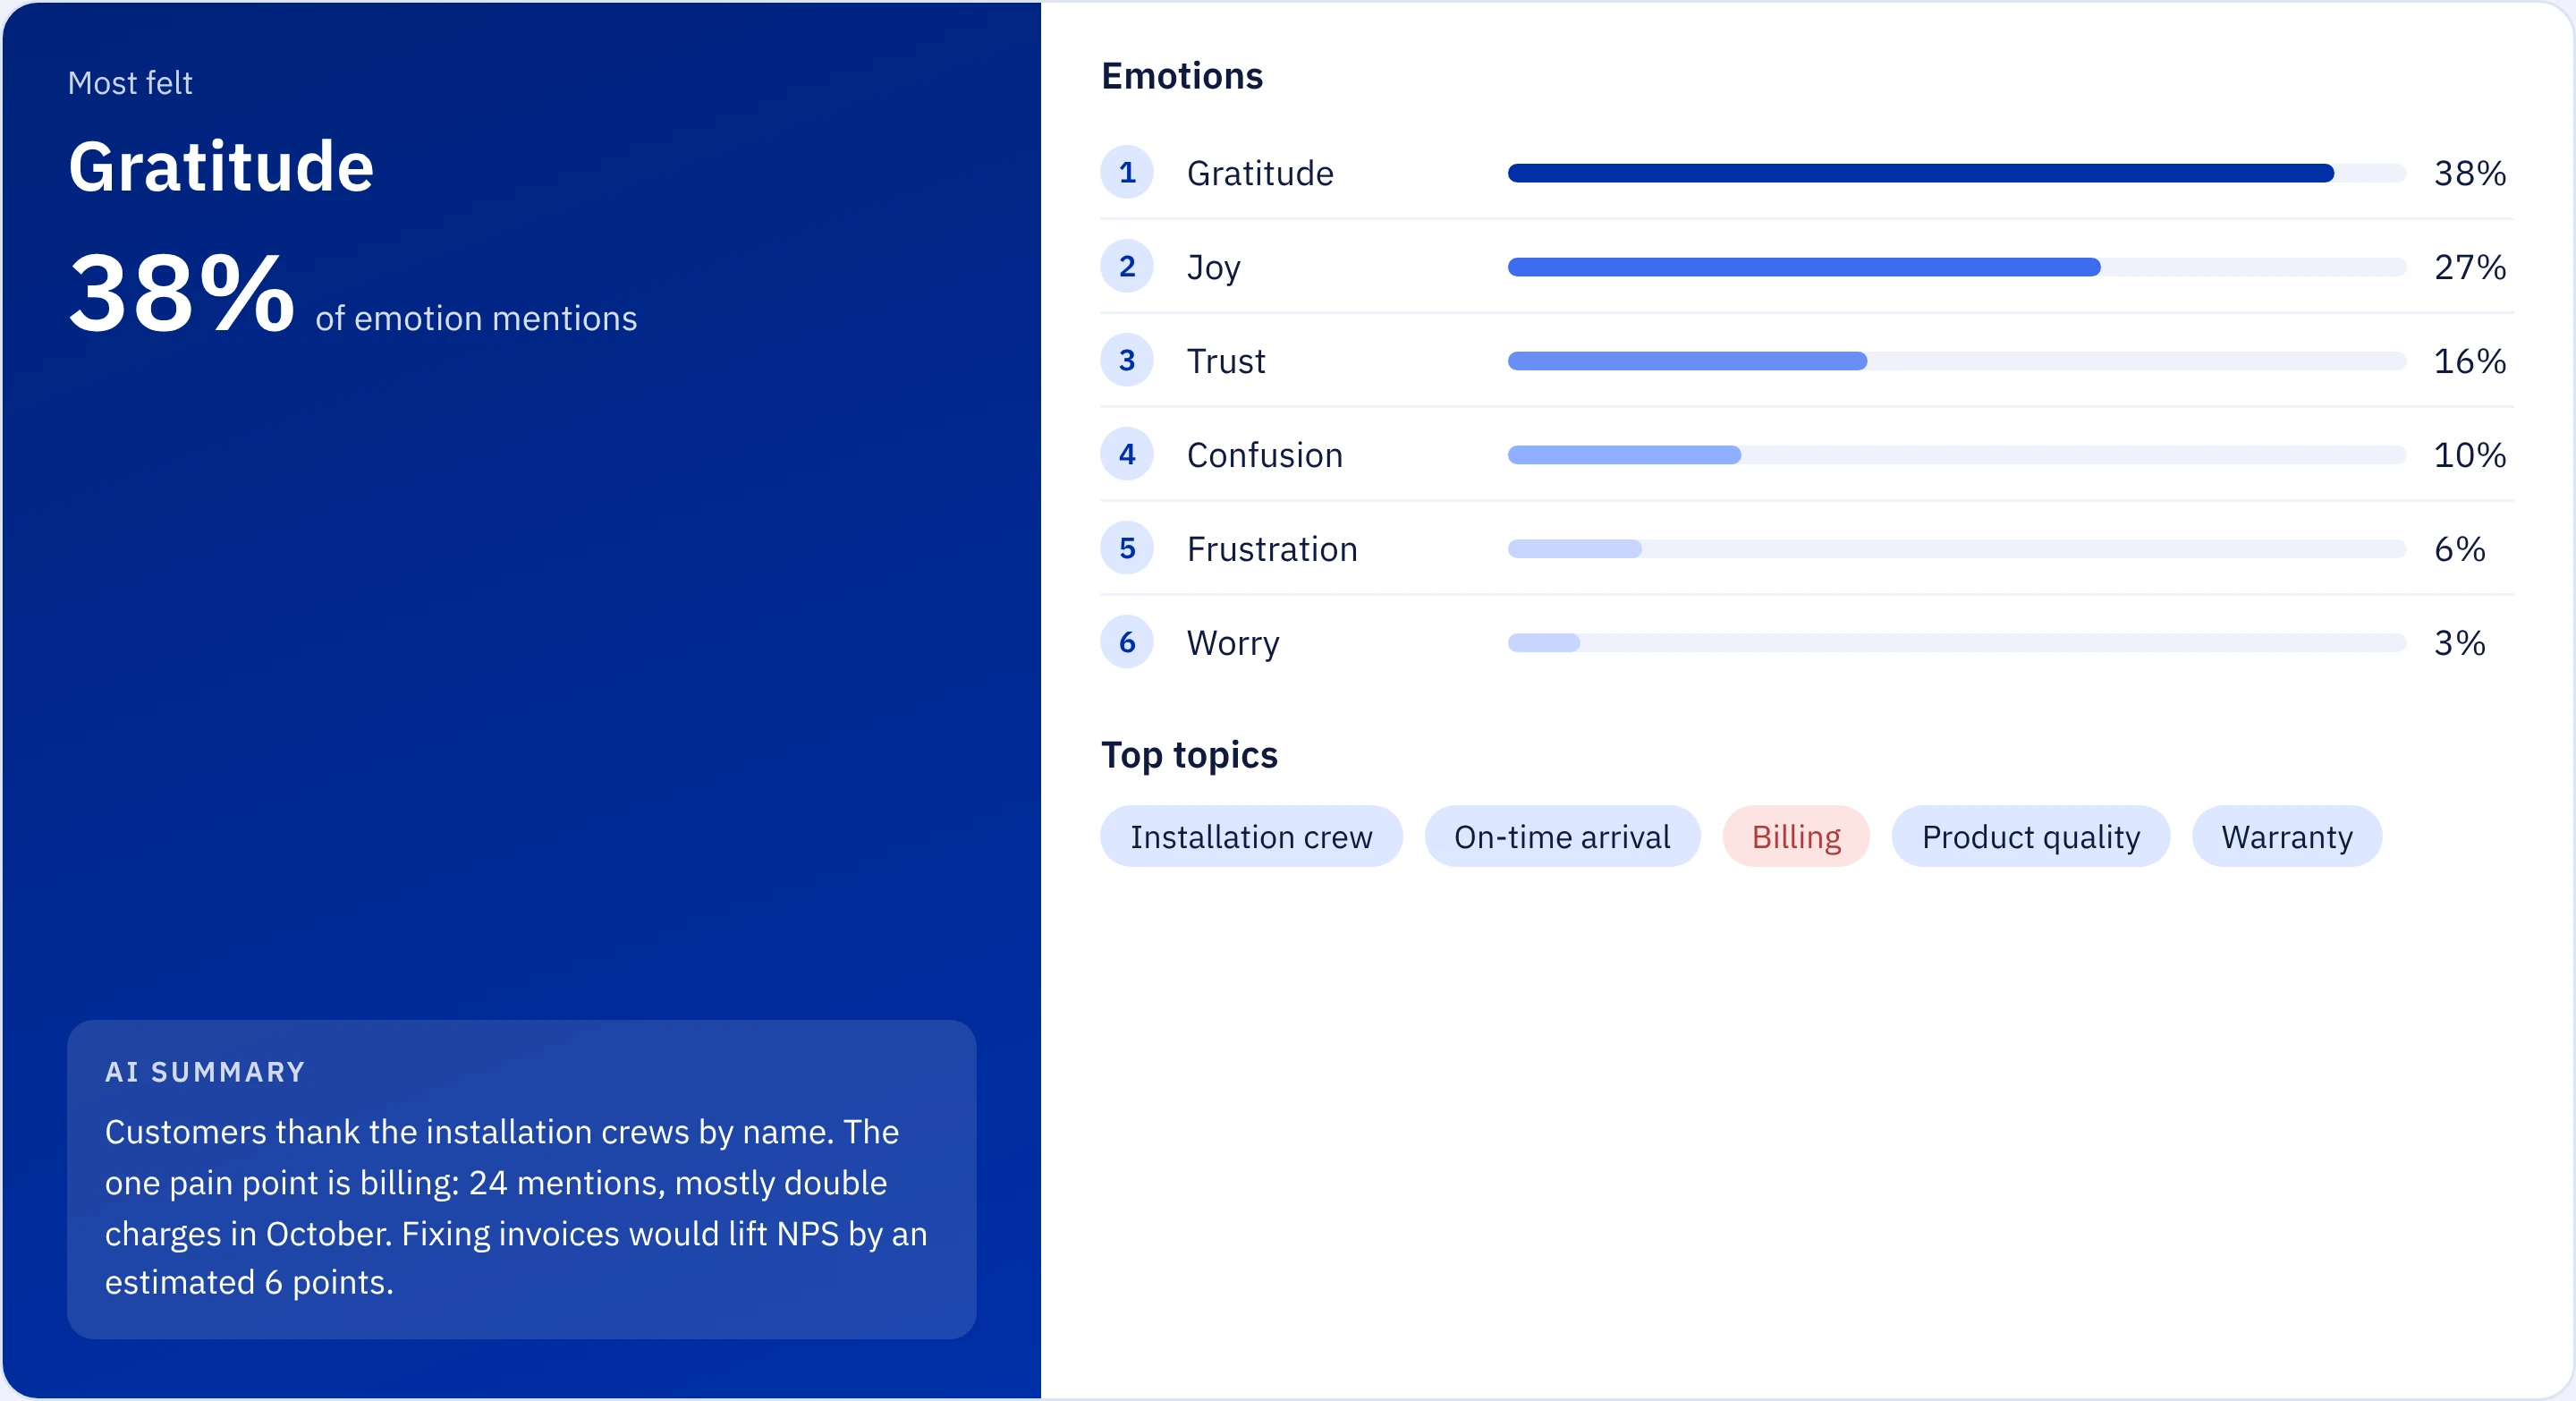 Most felt
Gratitude
38% of emotion mentions
AI SUMMARY
Customers thank the installation crews by name. The
one pain point is billing: 24 mentions, mostly double
charges in October. Fixing invoices would lift NPS by an
estimated 6 points.
Emotions
1 Gratitude 38%
2 Joy 27%
3 Trust 16%
4 Confusion 10%
5 Frustration 6%
6 Worry 3%
Top topics
Installation crew On-time arrival Billing Product quality Warranty